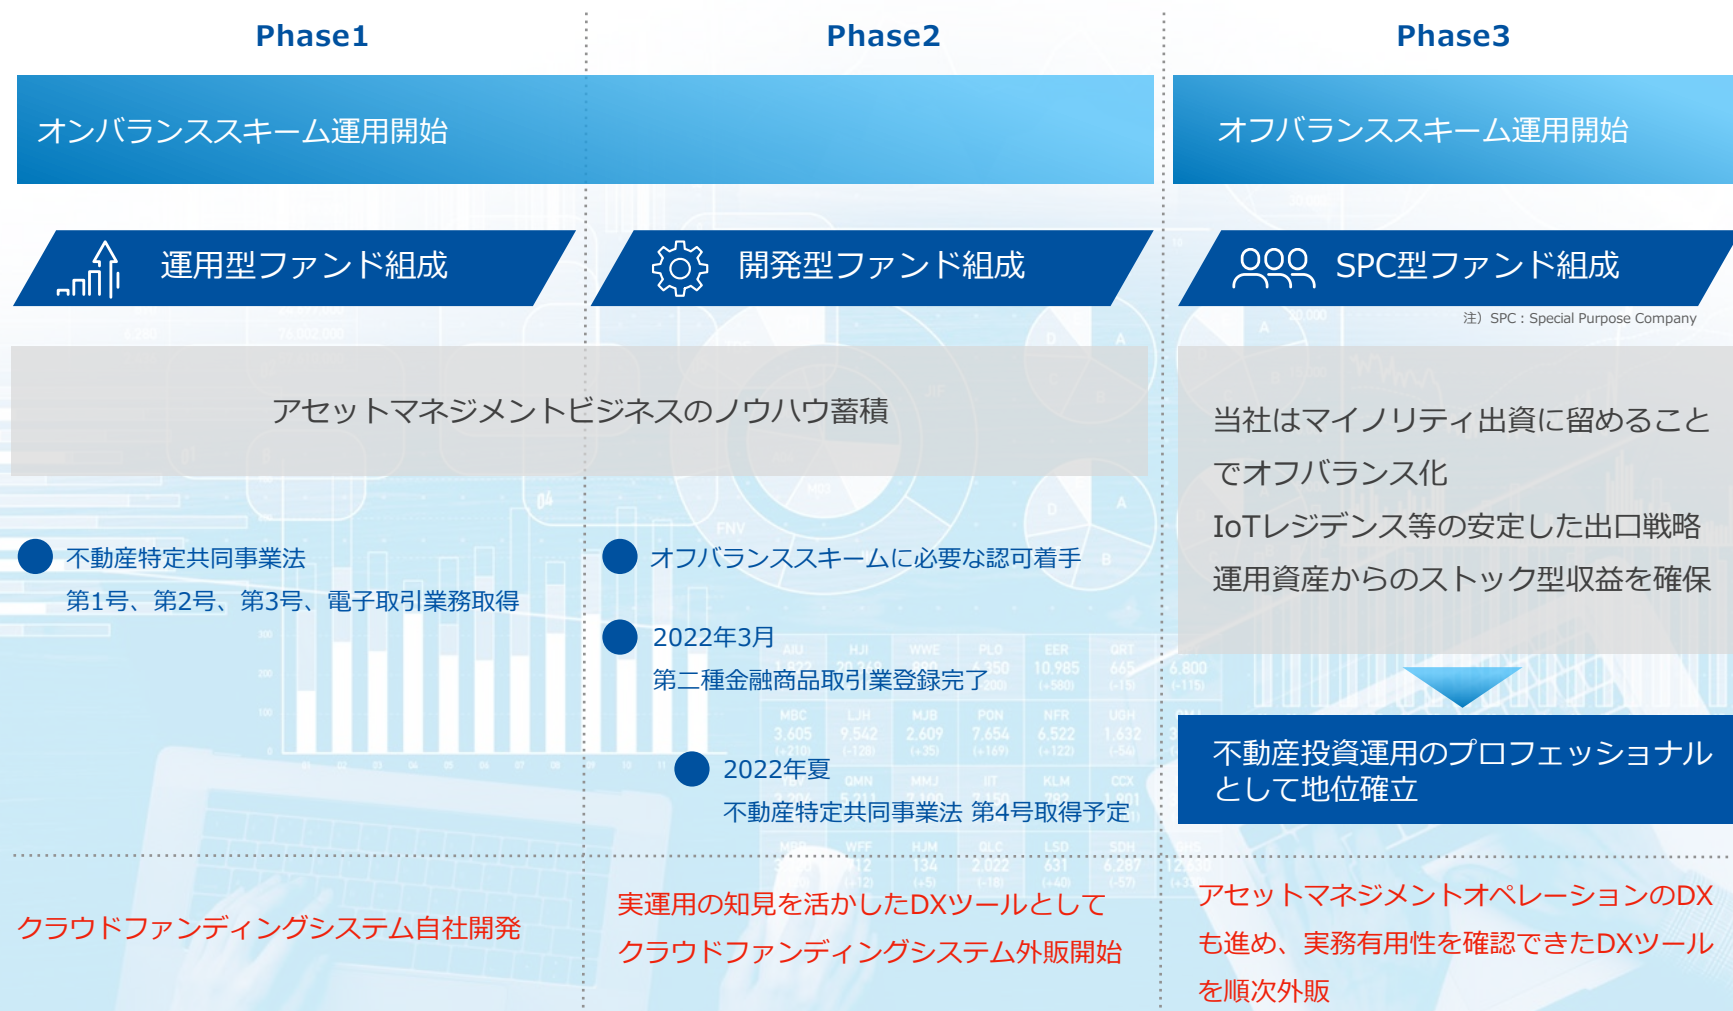 Phase1
Phase2
Phase3
オンバランススキーム運用開始
オフバランススキーム運用開始
運用型ファンド組成
開発型ファンド組成
SPC型ファンド組成
注）SPC：Special Purpose Company
アセットマネジメントビジネスのノウハウ蓄積
当社はマイノリティ出資に留めること
でオフバランス化
IoTレジデンス等の安定した出口戦略
運用資産からのストック型収益を確保
不動産特定共同事業法
第1号、第2号、第3号、電子取引業務取得
オフバランススキームに必要な認可着手
2022年3月
第二種金融商品取引業登録完了
2022年夏
不動産特定共同事業法 第4号取得予定
不動産投資運用のプロフェッショナル
として地位確立
クラウドファンディングシステム自社開発
実運用の知見を活かしたDXツールとして
クラウドファンディングシステム外販開始
アセットマネジメントオペレーションのDX
も進め、実務有用性を確認できたDXツール
を順次外販